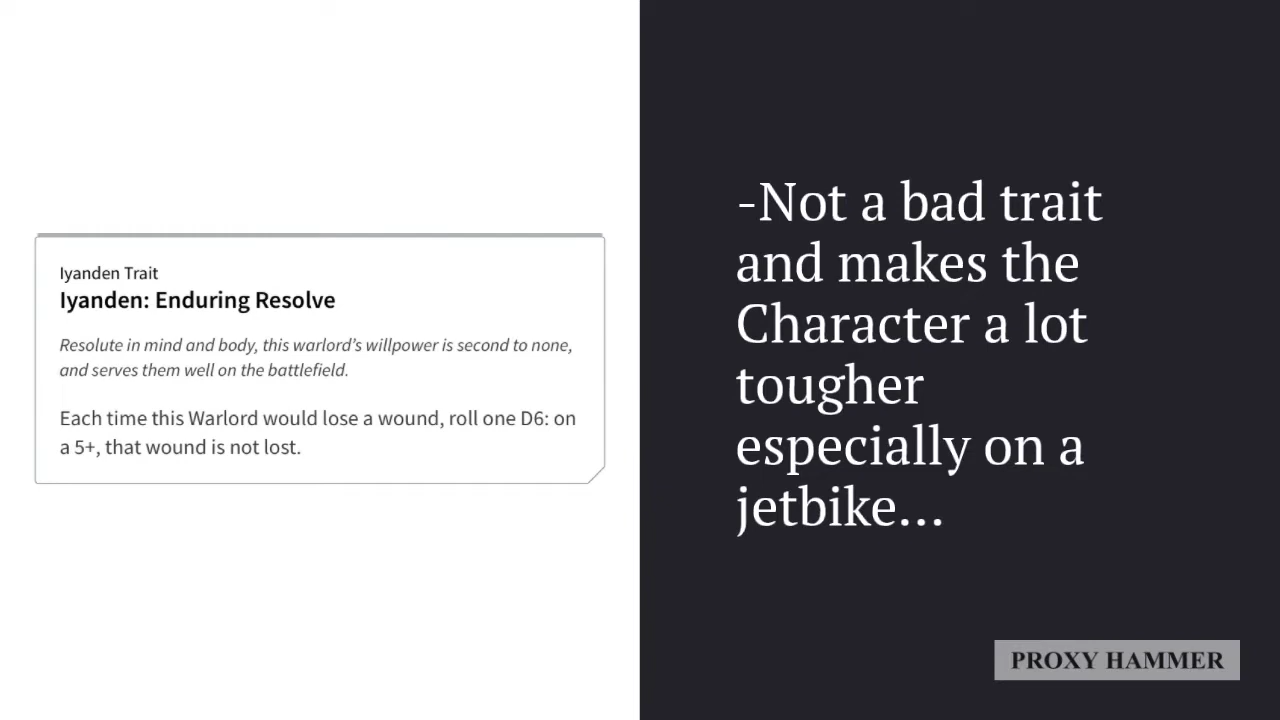 Iyanden Trait
Iyanden: Enduring Resolve
Resolute in mind and body, this warlord’s willpower is second to none,
and serves them well on the battlefield.
Each time this Warlord would lose a wound, roll one D6: on
a 5+, that wound is not lost.
-Not a bad trait
and makes the
Character a lot
tougher
especially on a
jetbike...
PROXY HAMMER